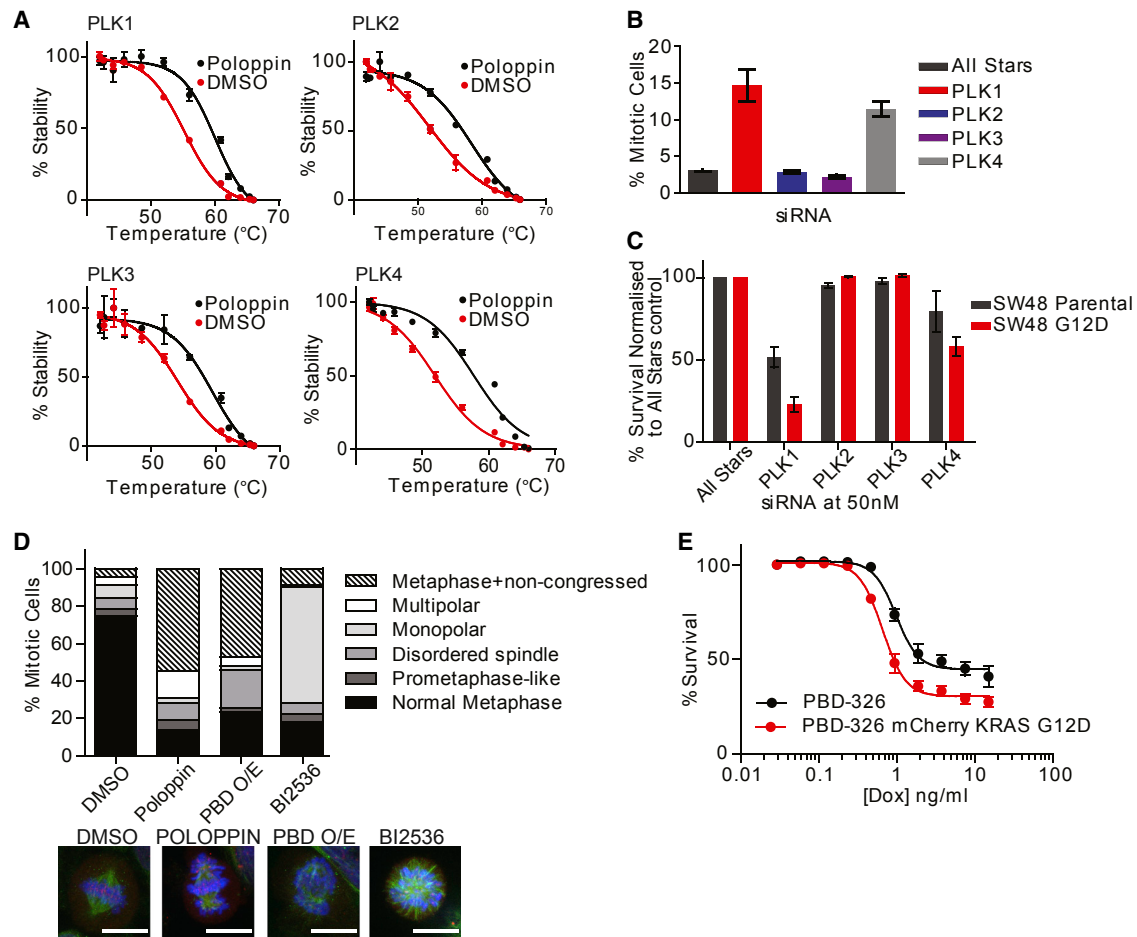 A
PLK1
100
50
0
% Stability
50
60
70
Temperature (°C)
Poloppin
DMSO
PLK2
100
50
0
% Stability
50
60
70
Temperature (°C)
Poloppin
DMSO
PLK3
100
50
0
% Stability
50
60
70
Temperature (°C)
Poloppin
DMSO
PLK4
100
50
0
% Stability
50
60
70
Temperature (°C)
Poloppin
DMSO
B
20
15
10
5
0
% Mitotic Cells
siRNA
All Stars
PLK1
PLK2
PLK3
PLK4
C
100
50
0
% Survival Normalised
to All Stars control
All Stars
PLK1
PLK2
PLK3
PLK4
siRNA at 50nM
SW48 Parental
SW48 G12D
D
100
80
60
40
20
0
% Mitotic Cells
DMSO
Poloppin
PBD O/E
BI2536
Metaphase+non-congressed
Multipolar
Monopolar
Disordered spindle
Prometaphase-like
Normal Metaphase
DMSO
POLOPPIN
PBD O/E
BI2536
E
100
50
0
%Survival
0.01
0.1
1
10
100
[Dox] ng/ml
PBD-326
PBD-326 mCherry KRAS G12D